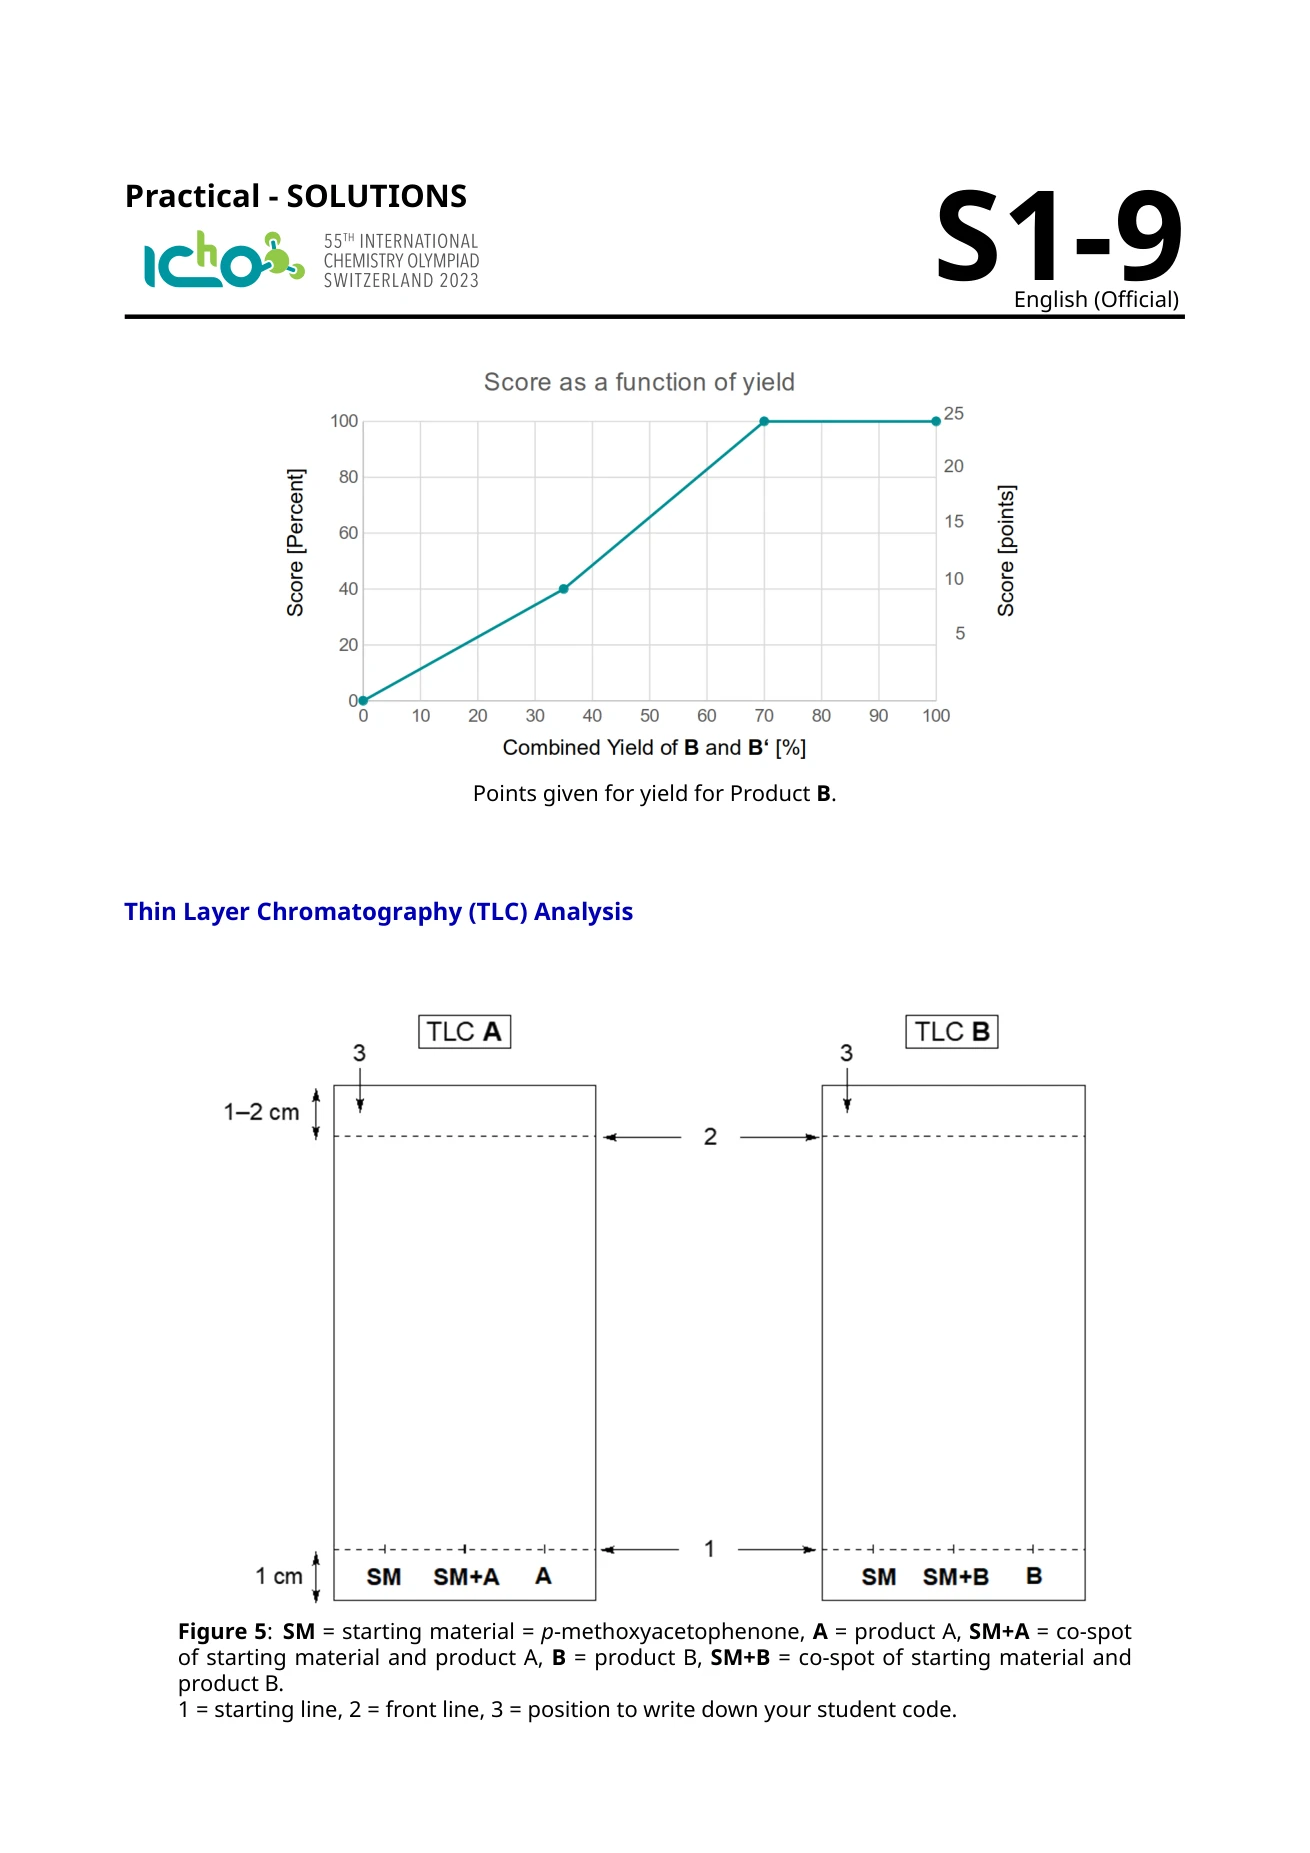 Practical - SOLUTIONS
S1-9
IChO
55TH INTERNATIONAL
CHEMISTRY OLYMPIAD
SWITZERLAND 2023
English (Official)
Score as a function of yield
100
80
60
40
20
0
Score [Percent]
25
20
15
10
5
Score [points]
0 10 20 30 40 50 60 70 80 90 100
Combined Yield of B and B‘ [%]
Points given for yield for Product B.
Thin Layer Chromatography (TLC) Analysis
TLC A TLC B
3 3
1–2 cm
2
1
1 cm
SM SM+A A SM SM+B B
Figure 5: SM = starting material = p-methoxyacetophenone, A = product A, SM+A = co-spot
of starting material and product A, B = product B, SM+B = co-spot of starting material and
product B.
1 = starting line, 2 = front line, 3 = position to write down your student code.